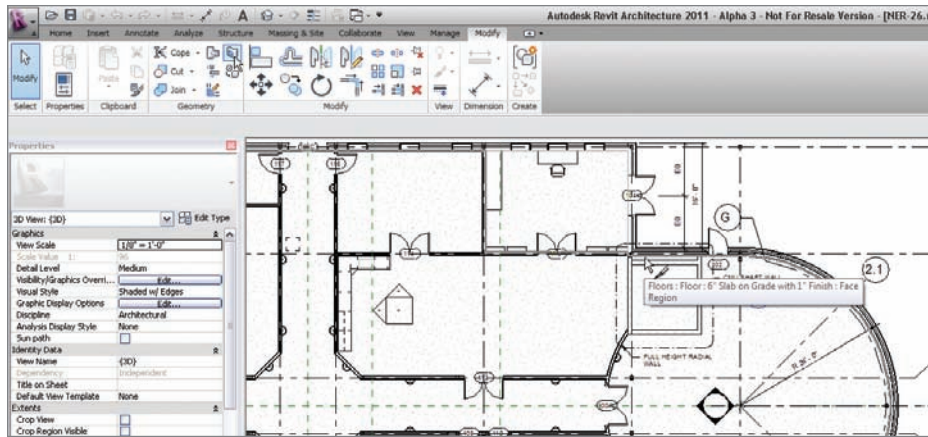 Autodesk Revit Architecture 2011 - Alpha 3 - Not For Resale Version - [NER-26.r
Home Insert Annotate Analyze Structure Massing & Site Collaborate View Manage Modify
Modify Paste Cope
Cut
Join
Select Properties Clipboard Geometry Modify View Dimension Create
Properties
3D View: {3D} Edit Type
Graphics
View Scale 1/8" = 1'-0"
Scale Value 1: 96
Detail Level Medium
Visibility/Graphics Overri... Edit...
Visual Style Shaded w/ Edges
Graphic Display Options Edit...
Discipline Architectural
Analysis Display Style None
Sun path
Identity Data
View Name {3D}
Dependency Independent
Title on Sheet
Default View Template None
Extents
Crop View
Crop Region Visible
G
2.1
Floors : Floor : 6" Slab on Grade with 1" Finish : Face
Region
FULL HEIGHT RADIAL
WALL